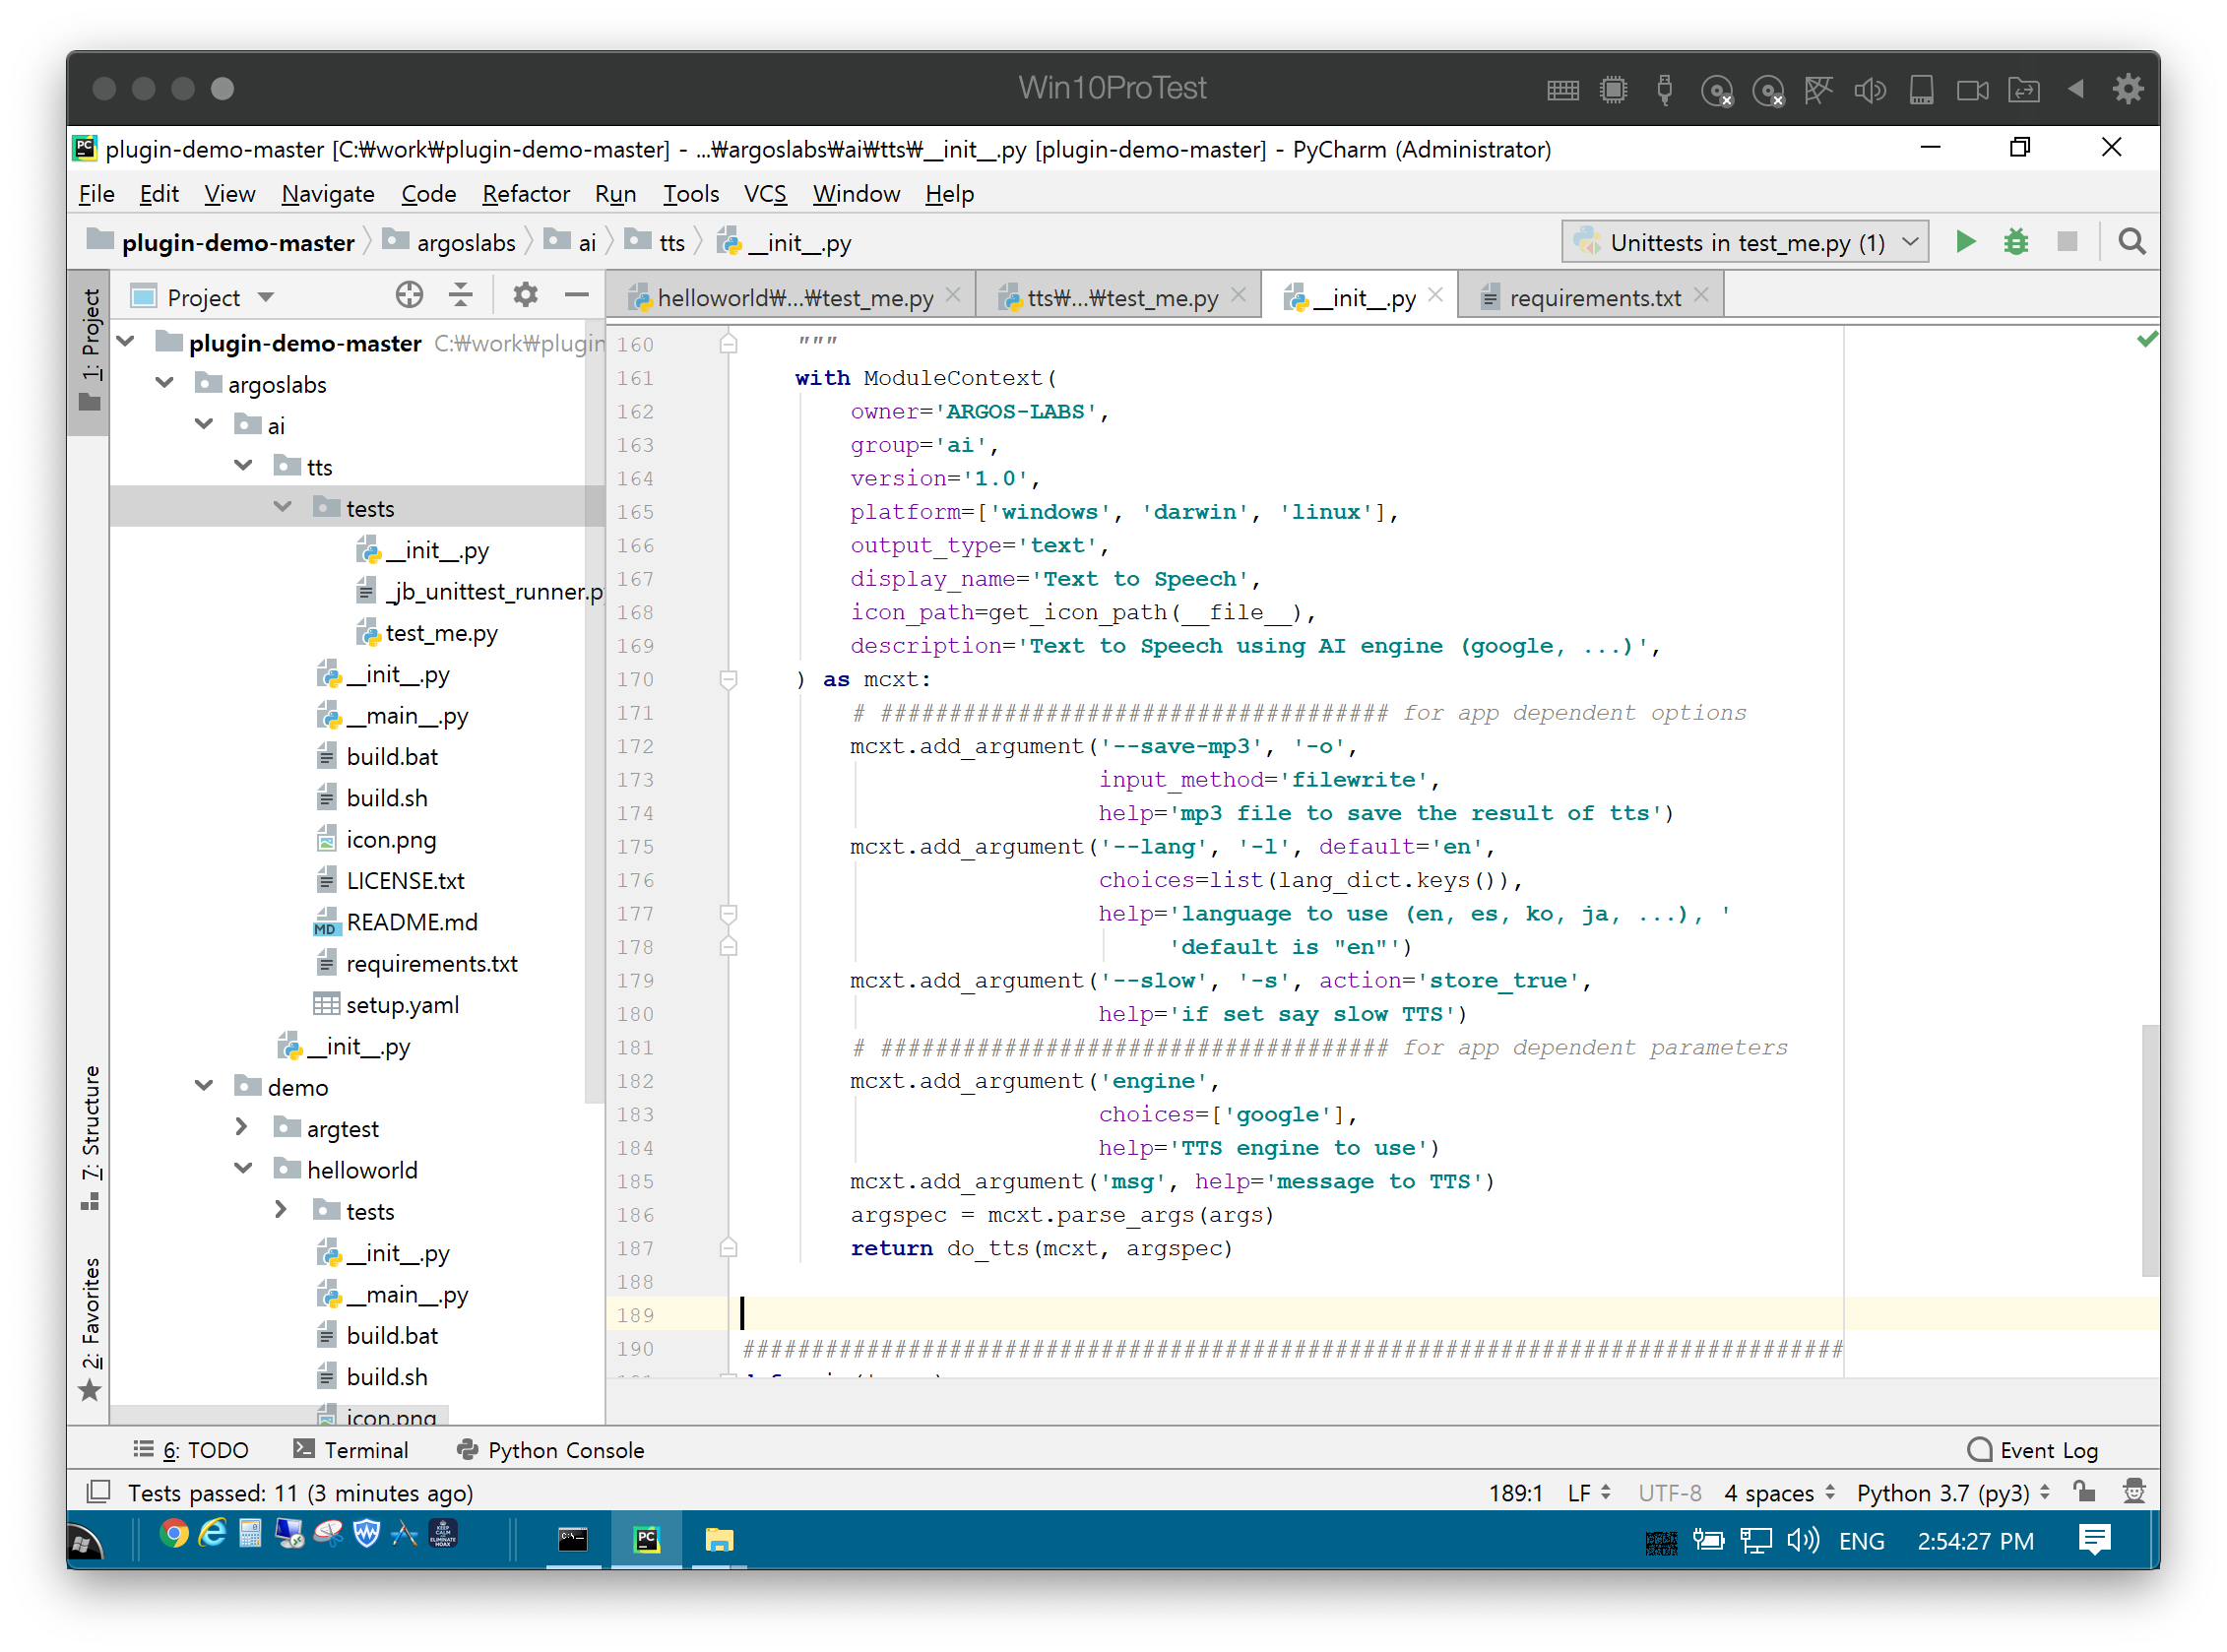 Win10ProTest
plugin-demo-master [C:₩work₩plugin-demo-master] - ...₩argoslabs₩ai₩tts₩__init__.py [plugin-demo-master] - PyCharm (Administrator)
File Edit View Navigate Code Refactor Run Tools VCS Window Help
plugin-demo-master argoslabs ai tts __init__.py Unittests in test_me.py (1)
Project helloworld₩...₩test_me.py tts₩...₩test_me.py __init__.py requirements.txt
1: Project
7: Structure
2: Favorites
plugin-demo-master C:₩work₩plugin
argoslabs
ai
tts
tests
__init__.py
_jb_unittest_runner.py
test_me.py
__init__.py
__main__.py
build.bat
build.sh
icon.png
LICENSE.txt
MD README.md
requirements.txt
setup.yaml
__init__.py
demo
argtest
helloworld
tests
__init__.py
__main__.py
build.bat
build.sh
icon.png
160 """
161 with ModuleContext(
162 owner='ARGOS-LABS',
163 group='ai',
164 version='1.0',
165 platform=['windows', 'darwin', 'linux'],
166 output_type='text',
167 display_name='Text to Speech',
168 icon_path=get_icon_path(__file__),
169 description='Text to Speech using AI engine (google, ...)',
170 ) as mcxt:
171 # ##################################### for app dependent options
172 mcxt.add_argument('--save-mp3', '-o',
173 input_method='filewrite',
174 help='mp3 file to save the result of tts')
175 mcxt.add_argument('--lang', '-l', default='en',
176 choices=list(lang_dict.keys()),
177 help='language to use (en, es, ko, ja, ...), '
178 'default is "en"')
179 mcxt.add_argument('--slow', '-s', action='store_true',
180 help='if set say slow TTS')
181 # ##################################### for app dependent parameters
182 mcxt.add_argument('engine',
183 choices=['google'],
184 help='TTS engine to use')
185 mcxt.add_argument('msg', help='message to TTS')
186 argspec = mcxt.parse_args(args)
187 return do_tts(mcxt, argspec)
188
189
190 ################################################################################
6: TODO Terminal Python Console Event Log
Tests passed: 11 (3 minutes ago) 189:1 LF UTF-8 4 spaces Python 3.7 (py3)
ENG 2:54:27 PM